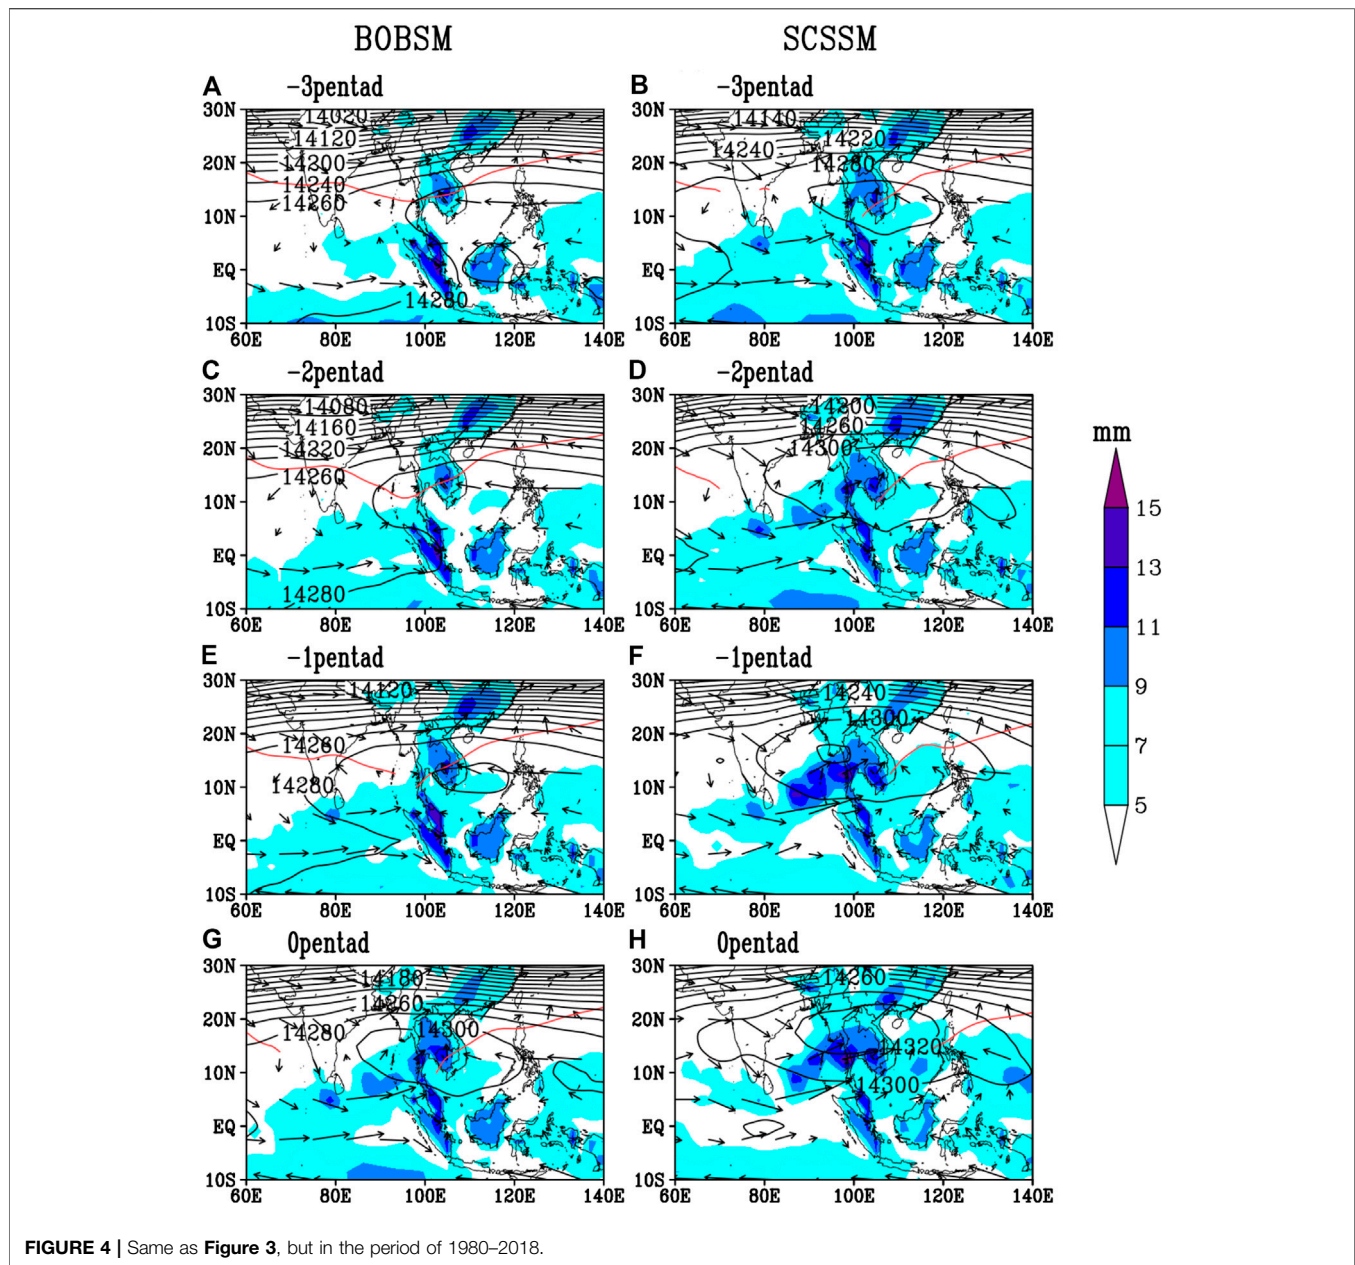 BOBSM SCSSM
A -3pentad
30N
20N
10N
EQ
10S
60E 80E 100E 120E 140E
14020
14120
14200
14240
14260
14280
B -3pentad
30N
20N
10N
EQ
10S
60E 80E 100E 120E 140E
14140
14220
14240
14280
C -2pentad
30N
20N
10N
EQ
10S
60E 80E 100E 120E 140E
14080
14160
14220
14260
14280
D -2pentad
30N
20N
10N
EQ
10S
60E 80E 100E 120E 140E
14200
14260
14300
E -1pentad
30N
20N
10N
EQ
10S
60E 80E 100E 120E 140E
14120
14260
14280
F -1pentad
30N
20N
10N
EQ
10S
60E 80E 100E 120E 140E
14240
14300
G 0pentad
30N
20N
10N
EQ
10S
60E 80E 100E 120E 140E
14180
14260
14280
14300
H 0pentad
30N
20N
10N
EQ
10S
60E 80E 100E 120E 140E
14260
14320
14300
mm
15
13
11
9
7
5
FIGURE 4 | Same as Figure 3, but in the period of 1980–2018.